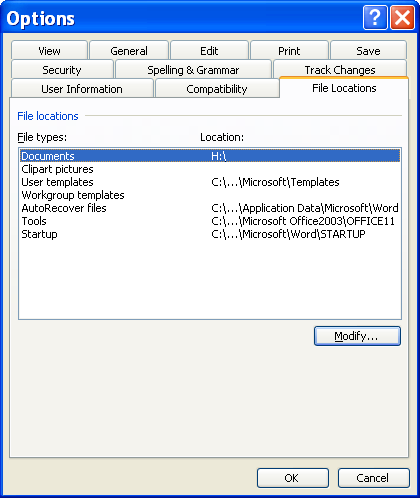 Options
View General Edit Print Save
Security Spelling & Grammar Track Changes
User Information Compatibility File Locations
File locations
File types: Location:
Documents H:\
Clipart pictures
User templates C:\...\Microsoft\Templates
Workgroup templates
AutoRecover files C:\...\Application Data\Microsoft\Word
Tools C:\...\Microsoft Office2003\OFFICE11
Startup C:\...\Microsoft\Word\STARTUP
Modify...
OK Cancel